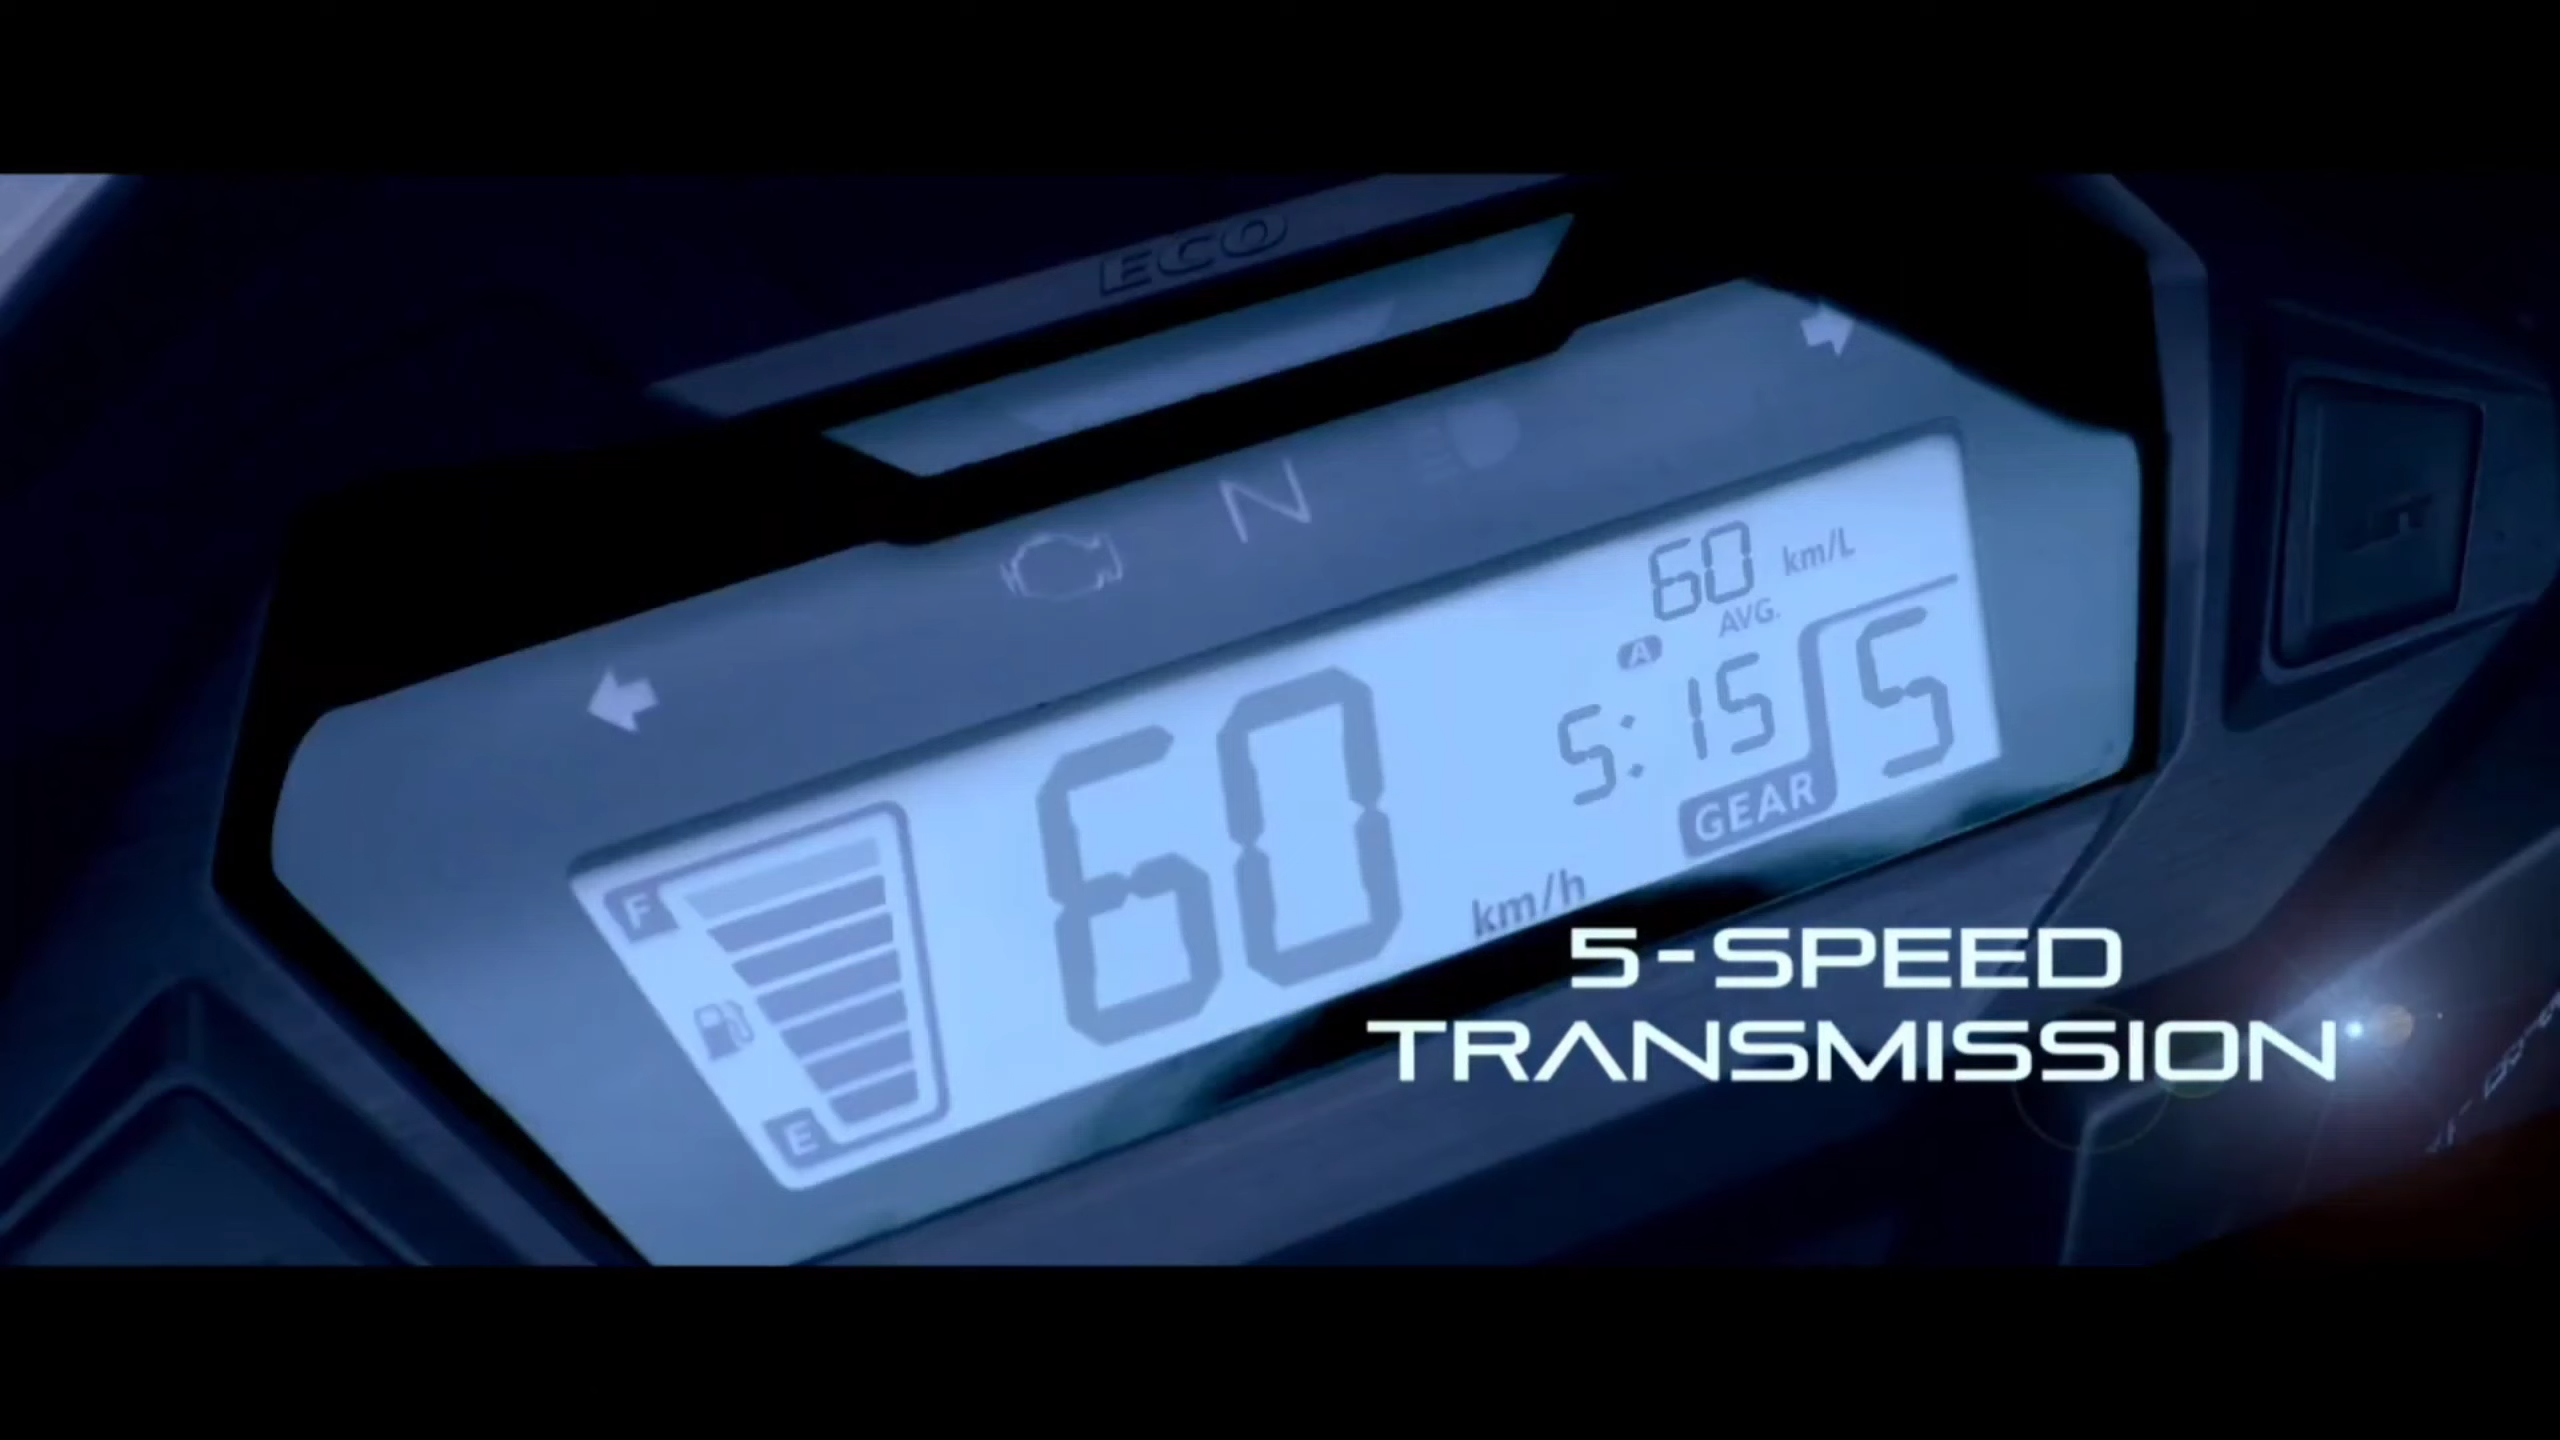 ECO
N
60 km/L
AVG.
A
5:15
5
GEAR
60
km/h
F
E
5-SPEED
TRANSMISSION